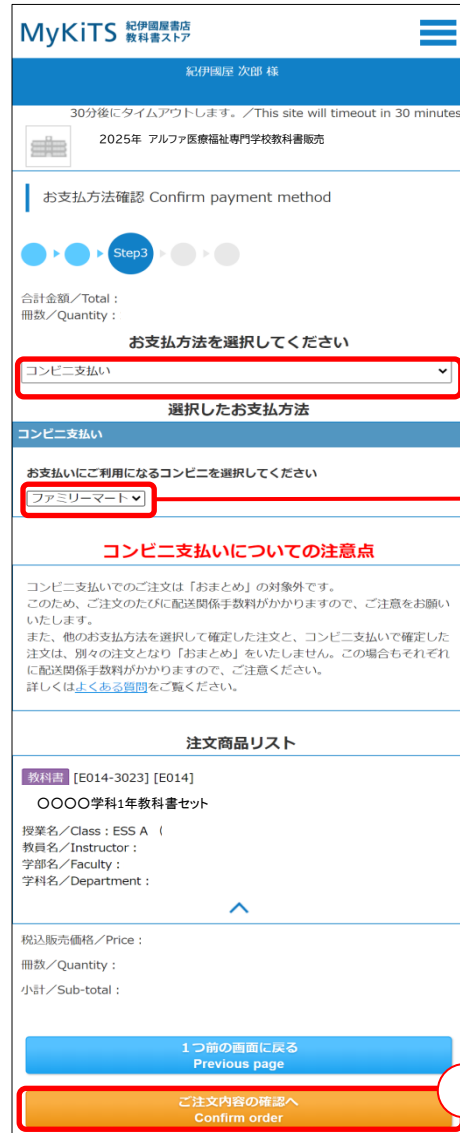 MyKiTS 紀伊國屋書店
教科書ストア
紀伊國屋 次郎 様
30分後にタイムアウトします。/This site will timeout in 30 minutes
2025年 アルファ医療福祉専門学校教科書販売
お支払方法確認 Confirm payment method
Step3
合計金額/Total:
冊数/Quantity:
お支払方法を選択してください
コンビニ支払い
選択したお支払方法
コンビニ支払い
お支払いにご利用になるコンビニを選択してください
ファミリーマート
コンビニ支払いについての注意点
コンビニ支払いでのご注文は「おまとめ」の対象外です。
このため、ご注文のたびに配送関係手数料がかかりますので、ご注意をお願い
いたします。
また、他のお支払方法を選択して確定した注文と、コンビニ支払いで確定した
注文は、別々の注文となり「おまとめ」をいたしません。この場合もそれぞれ
に配送関係手数料がかかりますので、ご注意ください。
詳しくはよくある質問をご覧ください。
注文商品リスト
教科書 [E014-3023] [E014]
〇〇〇〇学科1年教科書セット
授業名/Class:ESS A (
教員名/Instructor:
学部名/Faculty:
学科名/Department:
税込販売価格/Price:
冊数/Quantity:
小計/Sub-total:
1つ前の画面に戻る
Previous page
ご注文内容の確認へ
Confirm order